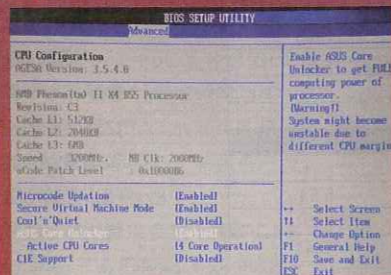 BIOS SETUP UTILITY
Advanced
CPU Configuration
AGESA Version: 3.5.4.0
AMD Phenom(tm) II X4 B55 Processor
Revision: C3
Cache L1: 512KB
Cache L2: 2048KB
Cache L3: 6MB
Speed : 3200MHz, NB Clk: 2000MHz
uCode Patch Level : 0x10000B6
Microcode Updation [Enabled]
Secure Virtual Machine Mode [Enabled]
Cool'n'Quiet [Disabled]
ASUS Core Unlocker [Enabled]
Active CPU Cores [4 Core Operation]
C1E Support [Disabled]
Enable ASUS Core
Unlocker to get FULL
computing power of
processor.
(Warning!)
System might become
unstable due to
different CPU margin
↔ Select Screen
↑↓ Select Item
+- Change Option
F1 General Help
F10 Save and Exit
ESC Exit